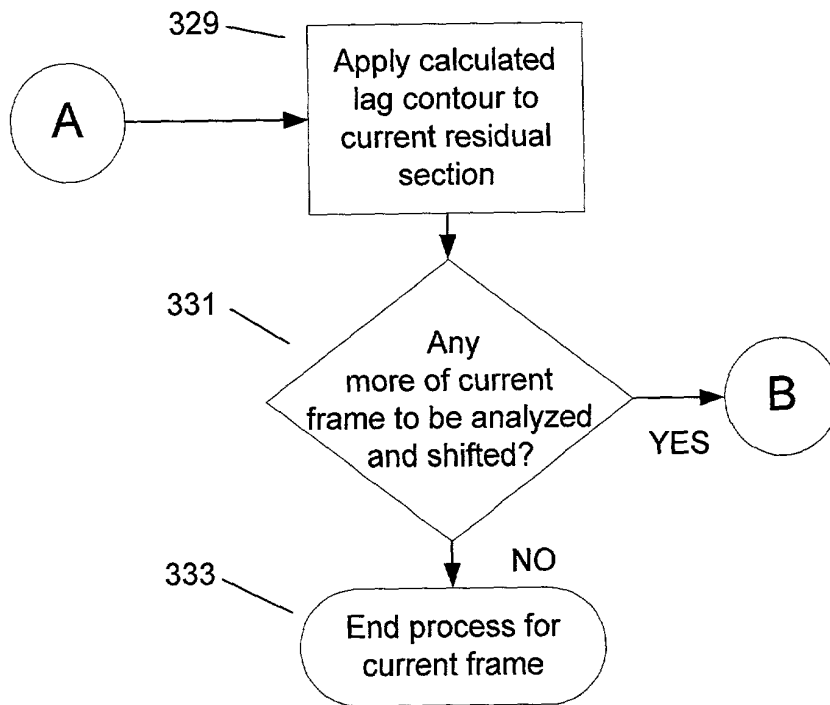 329
Apply calculated
lag contour to
current residual
section
A
331
Any
more of current
frame to be analyzed
and shifted?
B
YES
NO
333
End process for
current frame